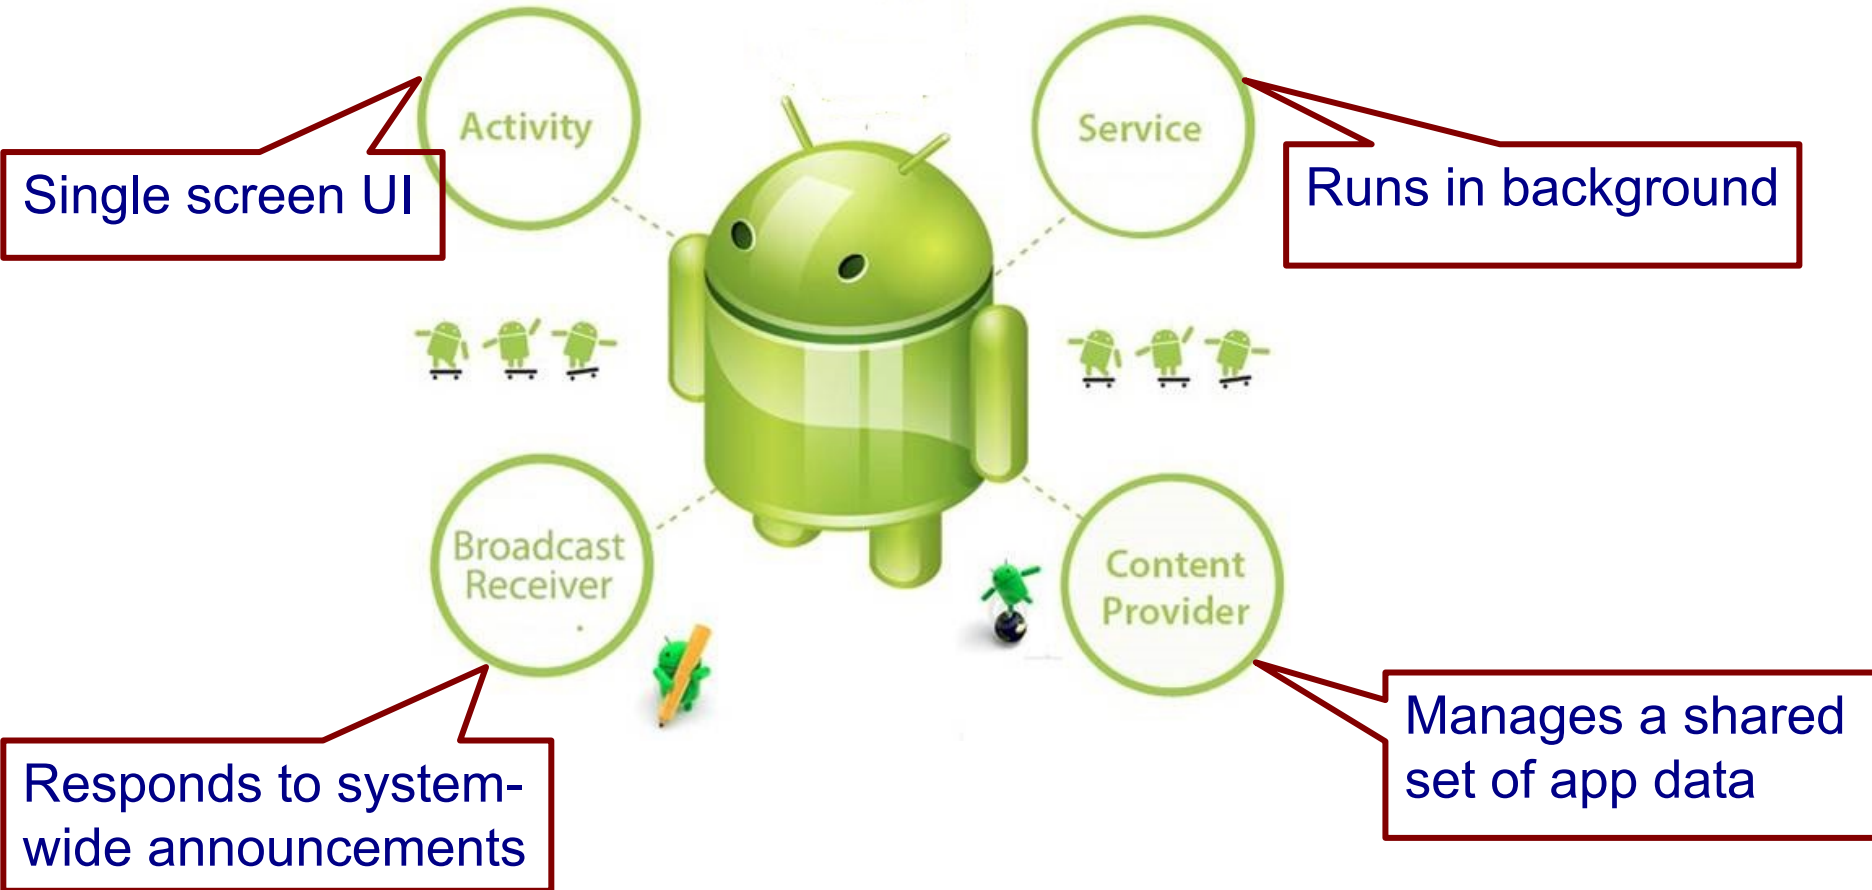 Activity
Service
Single screen UI
Runs in background
Broadcast
Receiver
Content
Provider
Manages a shared
set of app data
Responds to system-
wide announcements